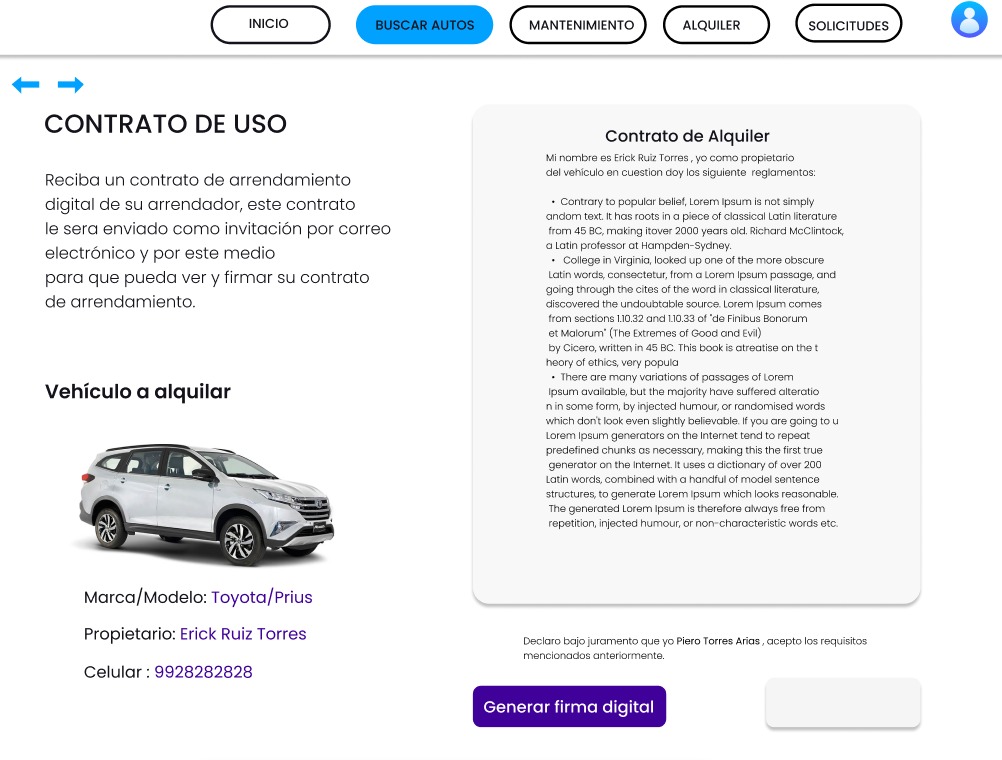 INICIO
BUSCAR AUTOS
MANTENIMIENTO
ALQUILER
SOLICITUDES
CONTRATO DE USO
Reciba un contrato de arrendamiento
digital de su arrendador, este contrato
le sera enviado como invitación por correo
electrónico y por este medio
para que pueda ver y firmar su contrato
de arrendamiento.
Vehículo a alquilar
Marca/Modelo: Toyota/Prius
Propietario: Erick Ruiz Torres
Celular : 9928282828
Contrato de Alquiler
Mi nombre es Erick Ruiz Torres , yo como propietario
del vehículo en cuestion doy los siguiente reglamentos:
• Contrary to popular belief, Lorem Ipsum is not simply
andom text. It has roots in a piece of classical Latin literature
from 45 BC, making itover 2000 years old. Richard McClintock,
a Latin professor at Hampden-Sydney.
• College in Virginia, looked up one of the more obscure
Latin words, consectetur, from a Lorem Ipsum passage, and
going through the cites of the word in classical literature,
discovered the undoubtable source. Lorem Ipsum comes
from sections 1.10.32 and 1.10.33 of "de Finibus Bonorum
et Malorum" (The Extremes of Good and Evil)
by Cicero, written in 45 BC. This book is atreatise on the t
heory of ethics, very popula
• There are many variations of passages of Lorem
Ipsum available, but the majority have suffered alteratio
n in some form, by injected humour, or randomised words
which don't look even slightly believable. If you are going to u
Lorem Ipsum generators on the Internet tend to repeat
predefined chunks as necessary, making this the first true
generator on the Internet. It uses a dictionary of over 200
Latin words, combined with a handful of model sentence
structures, to generate Lorem Ipsum which looks reasonable.
The generated Lorem Ipsum is therefore always free from
repetition, injected humour, or non-characteristic words etc.
Declaro bajo juramento que yo Piero Torres Arias , acepto los requisitos
mencionados anteriormente.
Generar firma digital